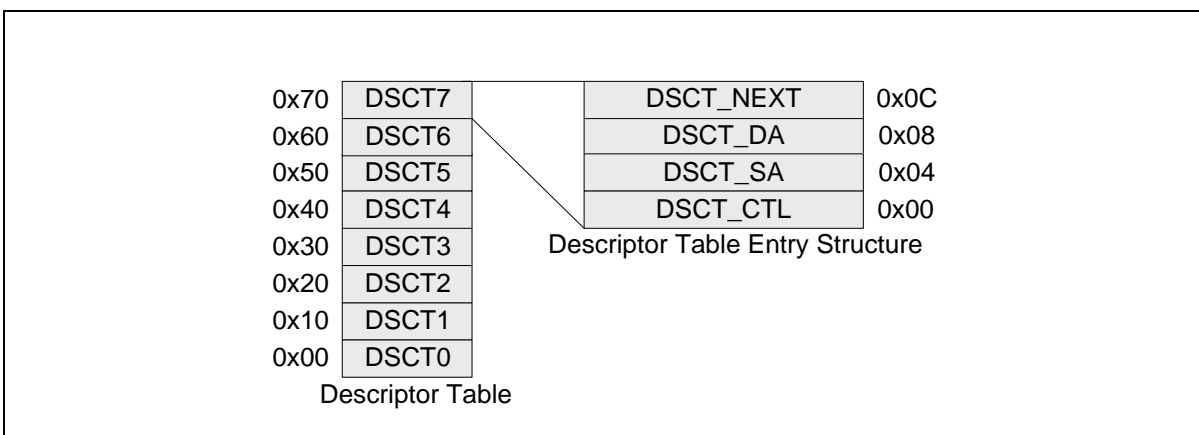 0x70 DSCT7 DSCT_NEXT 0x0C
0x60 DSCT6 DSCT_DA 0x08
0x50 DSCT5 DSCT_SA 0x04
0x40 DSCT4 DSCT_CTL 0x00
0x30 DSCT3 Descriptor Table Entry Structure
0x20 DSCT2
0x10 DSCT1
0x00 DSCT0
Descriptor Table